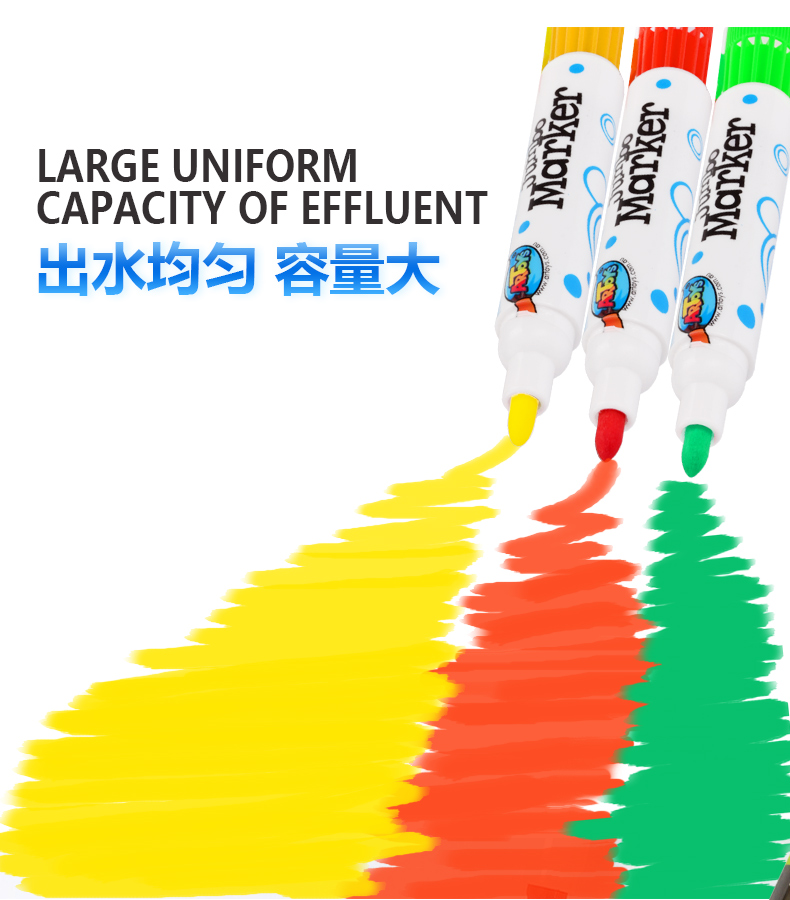 LARGE UNIFORM
CAPACITY OF EFFLUENT
出水均匀 容量大
Marker
Marker
Marker